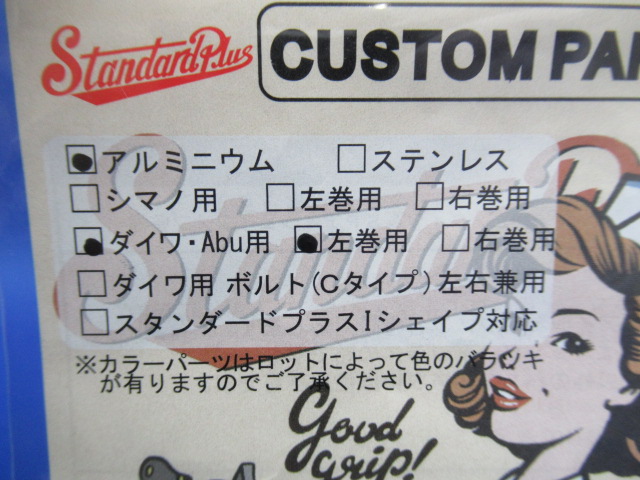 Standard Plus
CUSTOM PAR
●アルミニウム □ステンレス
□シマノ用 □左巻用 □右巻用
●ダイワ・Abu用 ●左巻用 □右巻用
□ダイワ用 ボルト(Cタイプ)左右兼用
□スタンダードプラスIシェイプ対応
※カラーパーツはロットによって色のバラツキ
が有りますのでご了承ください。
Good
Grip!